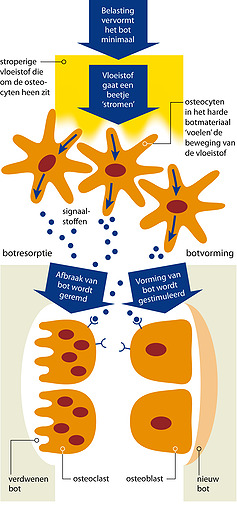 Belasting
vervormt
het bot
minimaal
stroperige
vloeistof die
om de osteo-
cyten heen zit
Vloeistof
gaat een
beetje
‘stromen’
osteocyten
in het harde
botmateriaal
‘voelen’ de
beweging van
de vloeistof
signaal-
stoffen
botresorptie
botvorming
Afbraak van
bot wordt
geremd
Vorming van
bot wordt
gestimuleerd
verdwenen
bot
osteoclast
osteoblast
nieuw
bot